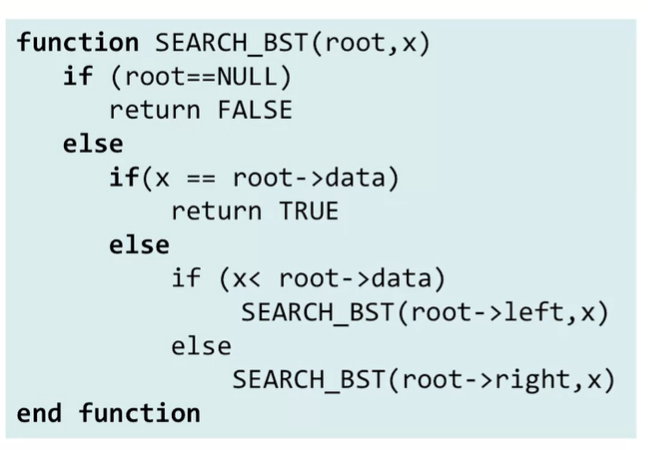 function SEARCH_BST(root,x)
if (root==NULL)
return FALSE
else
if(x == root->data)
return TRUE
else
if (x< root->data)
SEARCH_BST(root->left,x)
else
SEARCH_BST(root->right,x)
end function